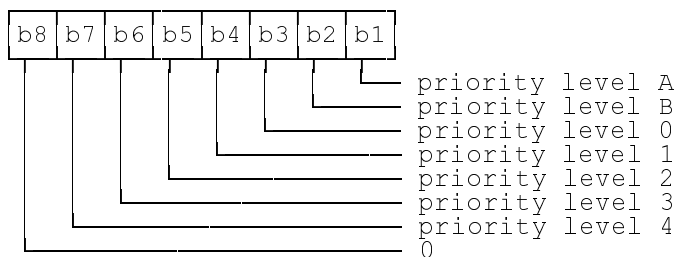 b8 b7 b6 b5 b4 b3 b2 b1
priority level A
priority level B
priority level 0
priority level 1
priority level 2
priority level 3
priority level 4
0